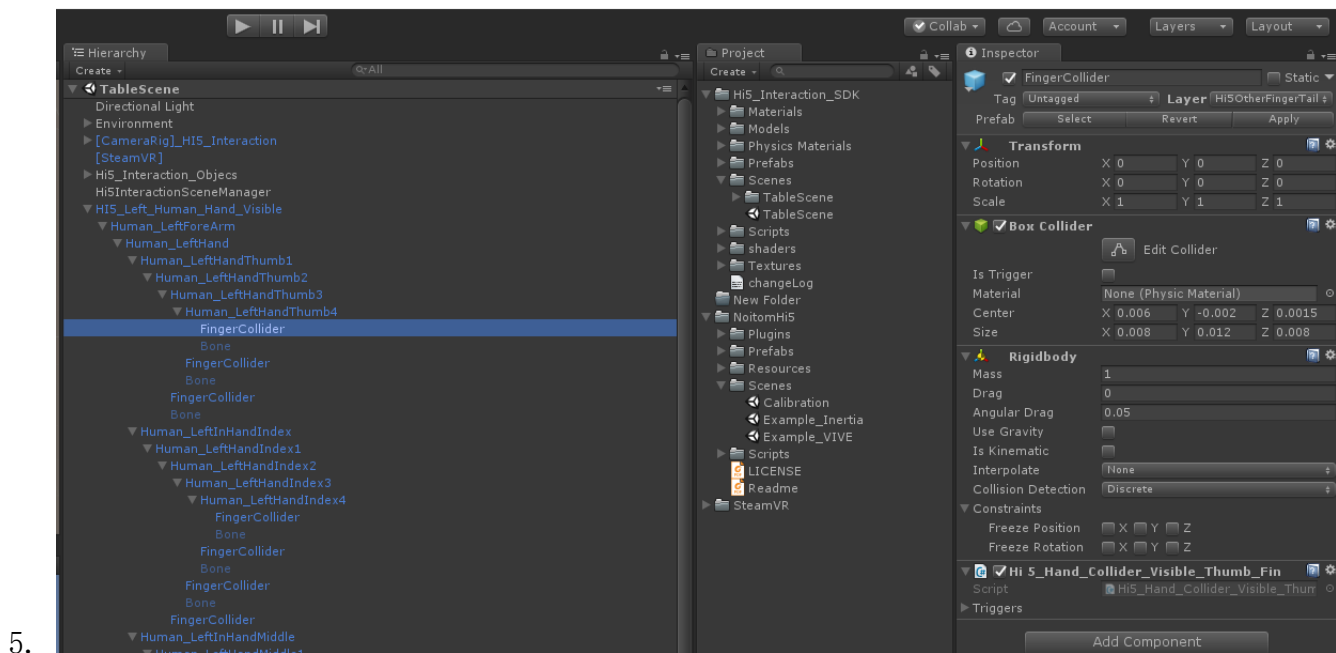 Collab
Account
Layers
Layout
Hierarchy
Create
All
TableScene
Directional Light
Environment
[CameraRig]_HI5_Interaction
[SteamVR]
Hi5_Interaction_Objecs
Hi5InteractionSceneManager
HI5_Left_Human_Hand_Visible
Human_LeftForeArm
Human_LeftHand
Human_LeftHandThumb1
Human_LeftHandThumb2
Human_LeftHandThumb3
Human_LeftHandThumb4
FingerCollider
Bone
FingerCollider
Bone
FingerCollider
Bone
Human_LeftInHandIndex
Human_LeftHandIndex1
Human_LeftHandIndex2
Human_LeftHandIndex3
Human_LeftHandIndex4
FingerCollider
Bone
FingerCollider
Bone
FingerCollider
Bone
FingerCollider
Human_LeftInHandMiddle
Human_LeftHandMiddle1
Project
Create
Hi5_Interaction_SDK
Materials
Models
Physics Materials
Prefabs
Scenes
TableScene
TableScene
Scripts
shaders
Textures
changeLog
New Folder
NoitomHi5
Plugins
Prefabs
Resources
Scenes
Calibration
Example_Inertia
Example_VIVE
Scripts
LICENSE
Readme
SteamVR
Inspector
FingerCollider Static
Tag Untagged Layer Hi5OtherFingerTail
Prefab Select Revert Apply
Transform
Position X 0 Y 0 Z 0
Rotation X 0 Y 0 Z 0
Scale X 1 Y 1 Z 1
Box Collider
Edit Collider
Is Trigger
Material None (Physic Material)
Center X 0.006 Y -0.002 Z 0.0015
Size X 0.008 Y 0.012 Z 0.008
Rigidbody
Mass 1
Drag 0
Angular Drag 0.05
Use Gravity
Is Kinematic
Interpolate None
Collision Detection Discrete
Constraints
Freeze Position X Y Z
Freeze Rotation X Y Z
Hi 5_Hand_Collider_Visible_Thumb_Fin
Script Hi5_Hand_Collider_Visible_Thum
Triggers
Add Component
5.